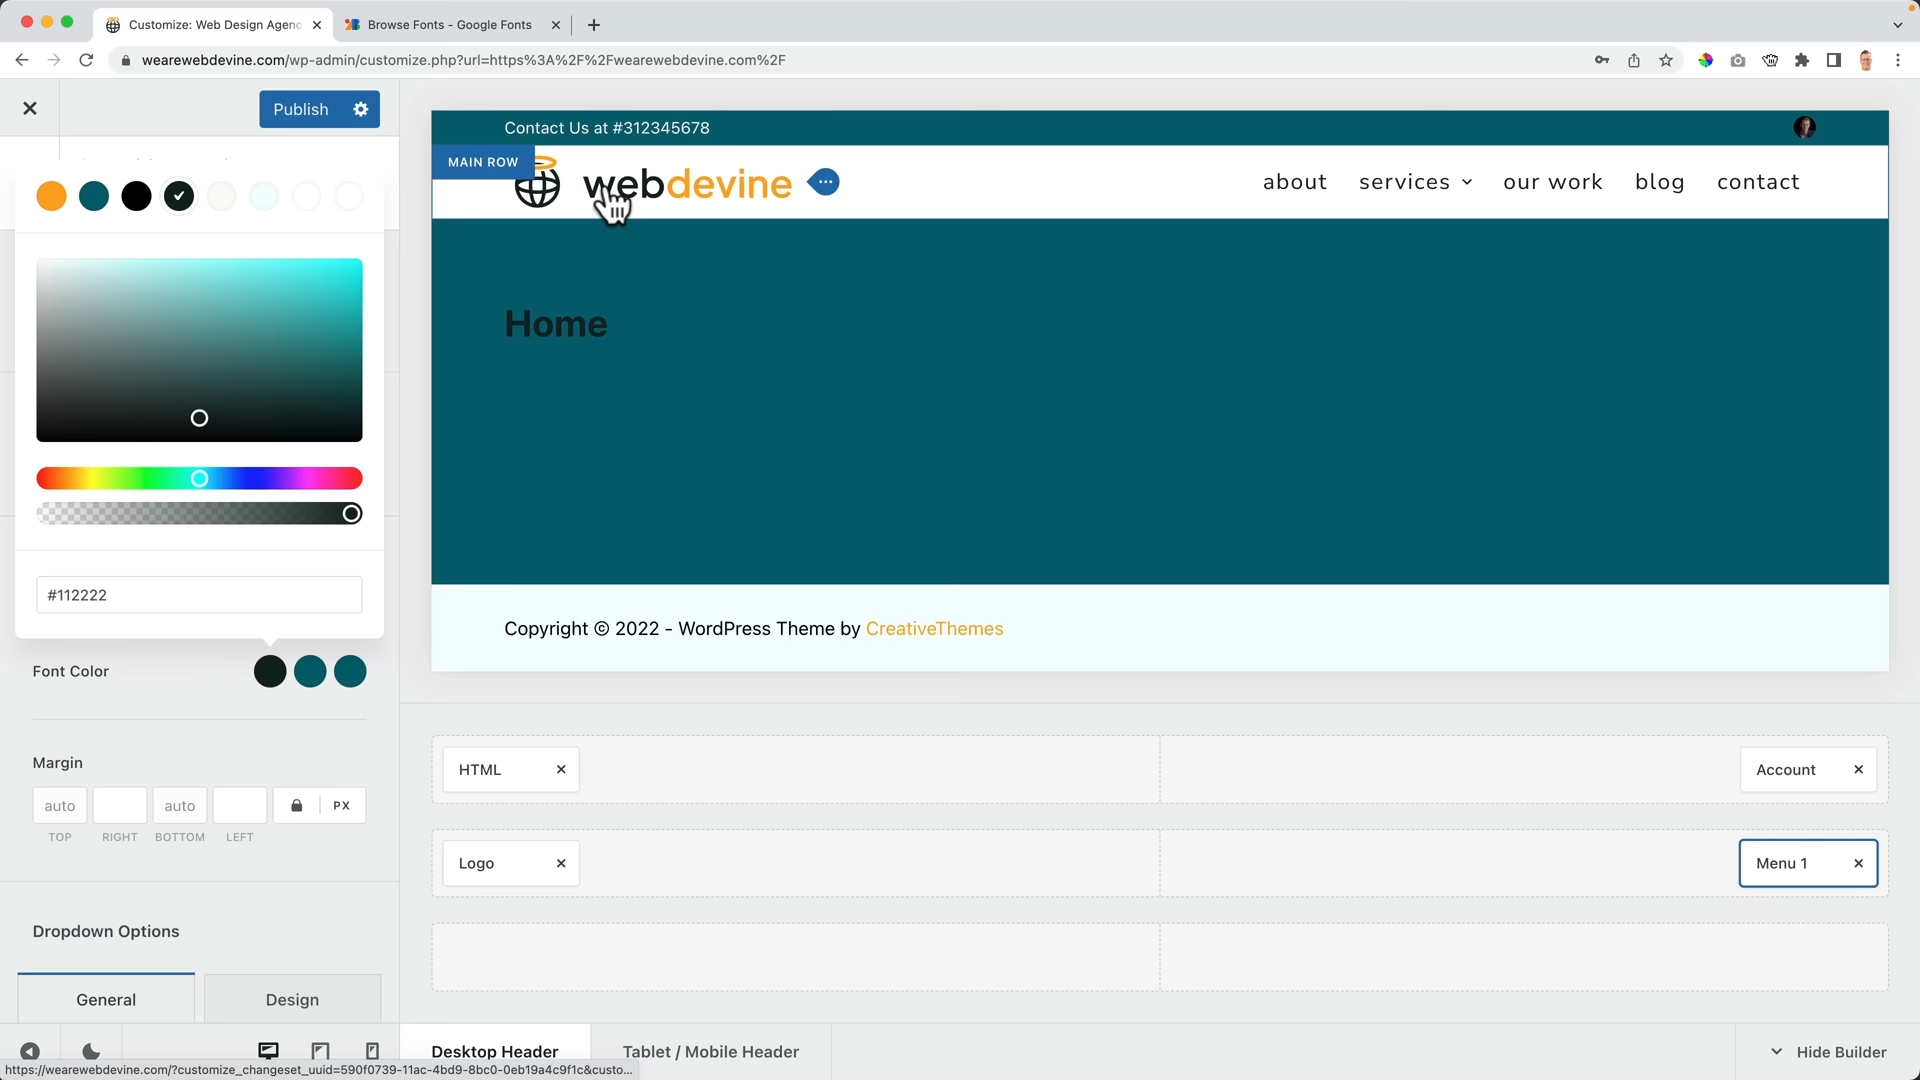 Customize: Web Design Agenc
Browse Fonts - Google Fonts
wearewebdevine.com/wp-admin/customize.php?url=https%3A%2F%2Fwearewebdevine.com%2F
Publish
Contact Us at #312345678
MAIN ROW
webdevine
about services our work blog contact
Home
#112222
Copyright © 2022 - WordPress Theme by CreativeThemes
Font Color
Margin
HTML
Account
auto auto PX
TOP RIGHT BOTTOM LEFT
Logo
Menu 1
Dropdown Options
General Design
Desktop Header Tablet / Mobile Header Hide Builder
https://wearewebdevine.com/?customize_changeset_uuid=590f0739-11ac-4bd9-8bc0-0eb19a4c9f1c&custo...